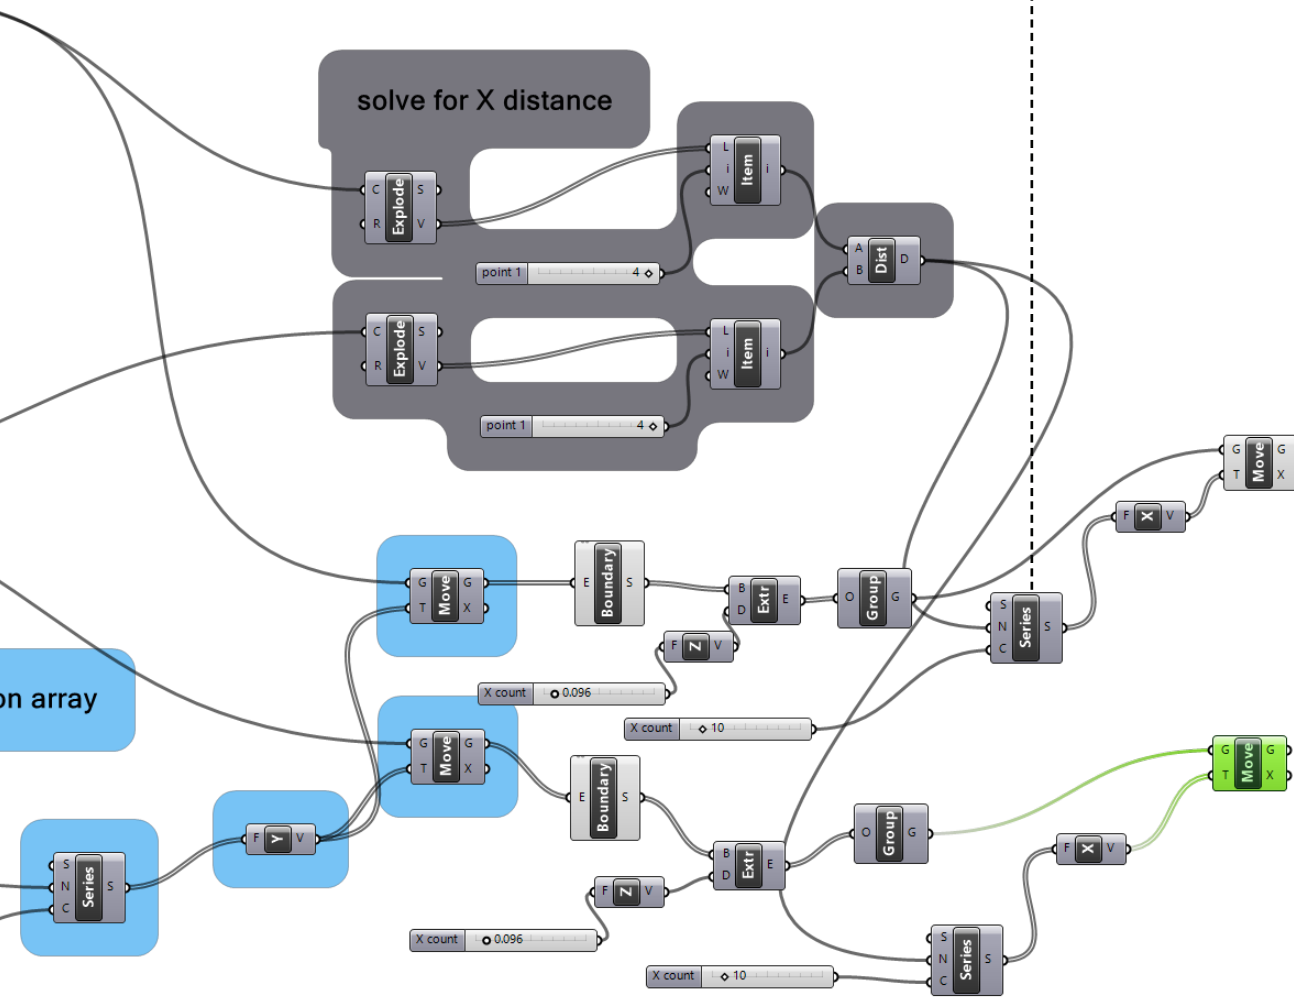 solve for X distance
C
R
Explode
S
V
L
i
W
Item
i
point 1
4
A
B
Dist
D
C
R
Explode
S
V
L
i
W
Item
i
point 1
4
G
T
Move
G
X
F
X
V
G
T
Move
G
X
E
Boundary
S
B
D
Extr
E
O
Group
G
S
N
C
Series
S
F
Z
V
X count
0.096
X count
10
on array
G
T
Move
G
X
E
Boundary
S
G
T
Move
G
X
F
Y
V
O
Group
G
F
X
V
S
N
C
Series
S
B
D
Extr
E
F
Z
V
X count
0.096
S
N
C
Series
S
X count
10